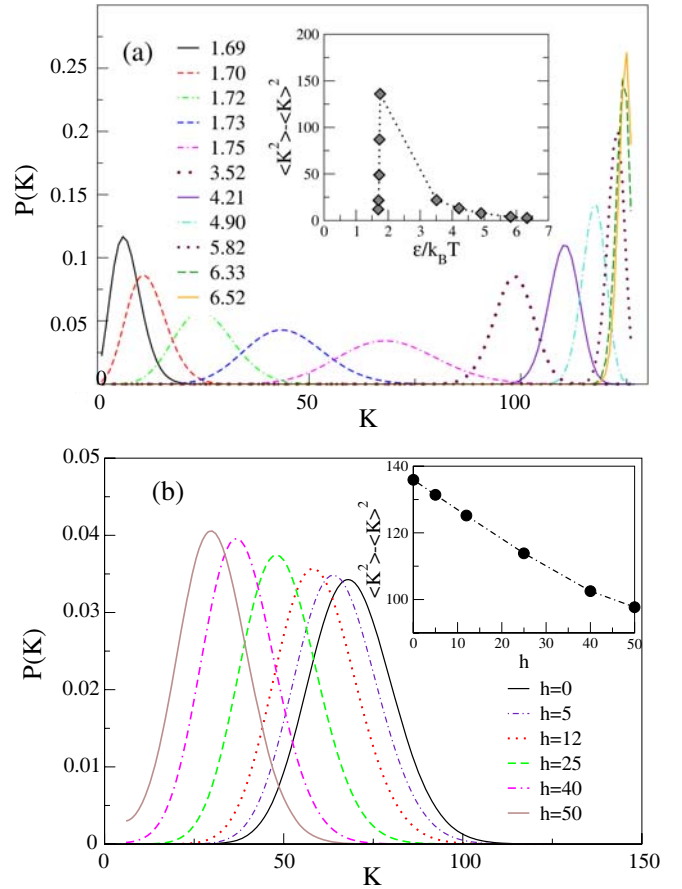 (a)
1.69
1.70
1.72
1.73
1.75
3.52
4.21
4.90
5.82
6.33
6.52
P(K)
0.25
0.2
0.15
0.1
0.05
0
0 50 100
K
<K²>-<K>²
200
150
100
50
0
0 1 2 3 4 5 6 7
ε/k_BT
(b)
P(K)
0.05
0.04
0.03
0.02
0.01
0
0 50 100 150
K
<K²>-<K>²
140
120
100
0 10 20 30 40 50
h
h=0
h=5
h=12
h=25
h=40
h=50